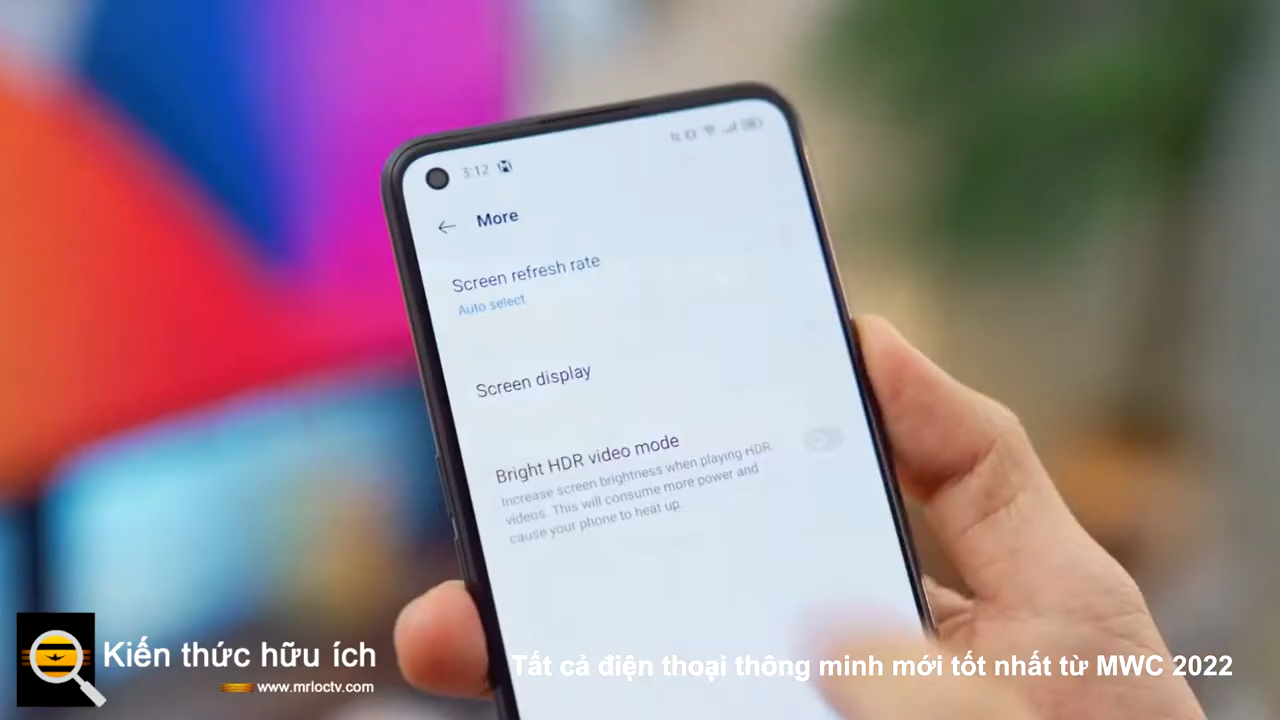 3:12
More
Screen refresh rate
Auto select
Screen display
Bright HDR video mode
Increase screen brightness when playing HDR
videos. This will consume more power and
cause your phone to heat up.
Kiến thức hữu ích
www.mrloctv.com
Tất cả điện thoại thông minh mới tốt nhất từ MWC 2022